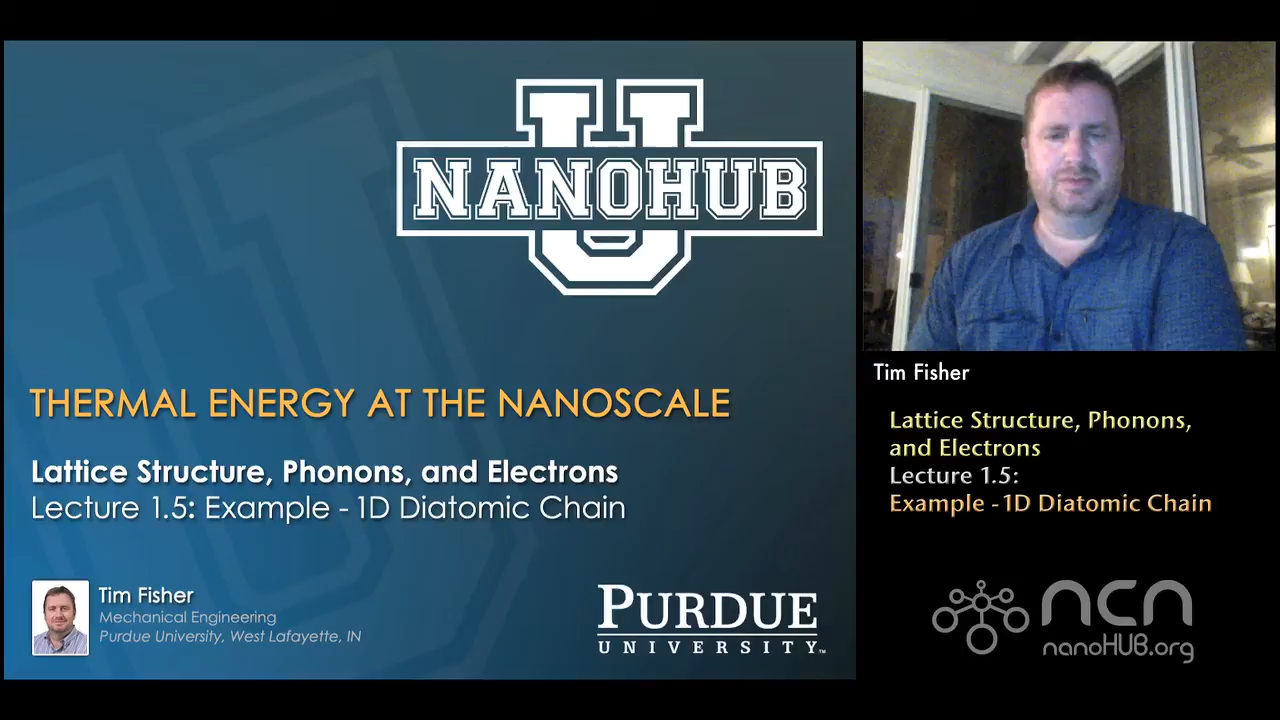 NANOHUB
U
THERMAL ENERGY AT THE NANOSCALE
Lattice Structure, Phonons, and Electrons
Lecture 1.5: Example - 1D Diatomic Chain
Tim Fisher
Mechanical Engineering
Purdue University, West Lafayette, IN
PURDUE
UNIVERSITY™
Tim Fisher
Lattice Structure, Phonons,
and Electrons
Lecture 1.5:
Example - 1D Diatomic Chain
ncn
nanoHUB.org